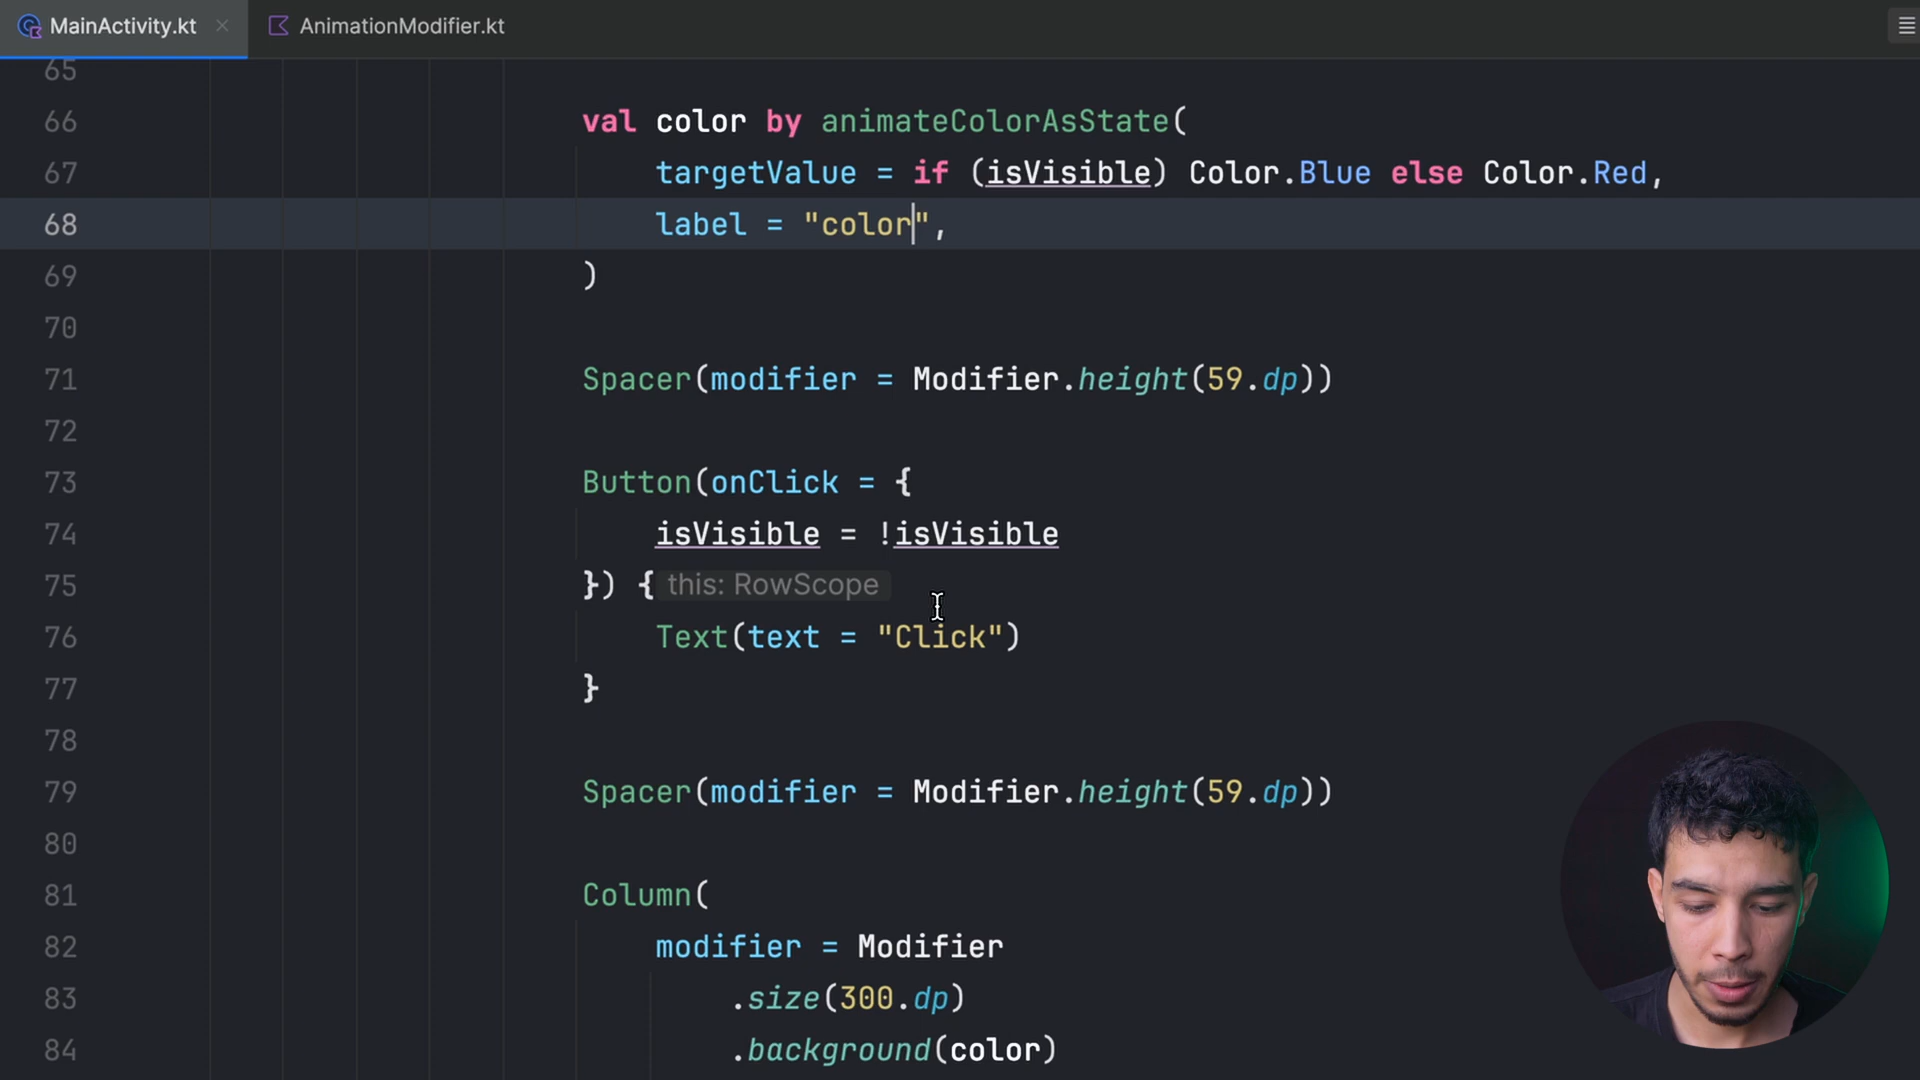 MainActivity.kt
AnimationModifier.kt
65
66 val color by animateColorAsState(
67 targetValue = if (isVisible) Color.Blue else Color.Red,
68 label = "color",
69 )
70
71 Spacer(modifier = Modifier.height(59.dp))
72
73 Button(onClick = {
74 isVisible = !isVisible
75 }) { this: RowScope
76 Text(text = "Click")
77 }
78
79 Spacer(modifier = Modifier.height(59.dp))
80
81 Column(
82 modifier = Modifier
83 .size(300.dp)
84 .background(color)